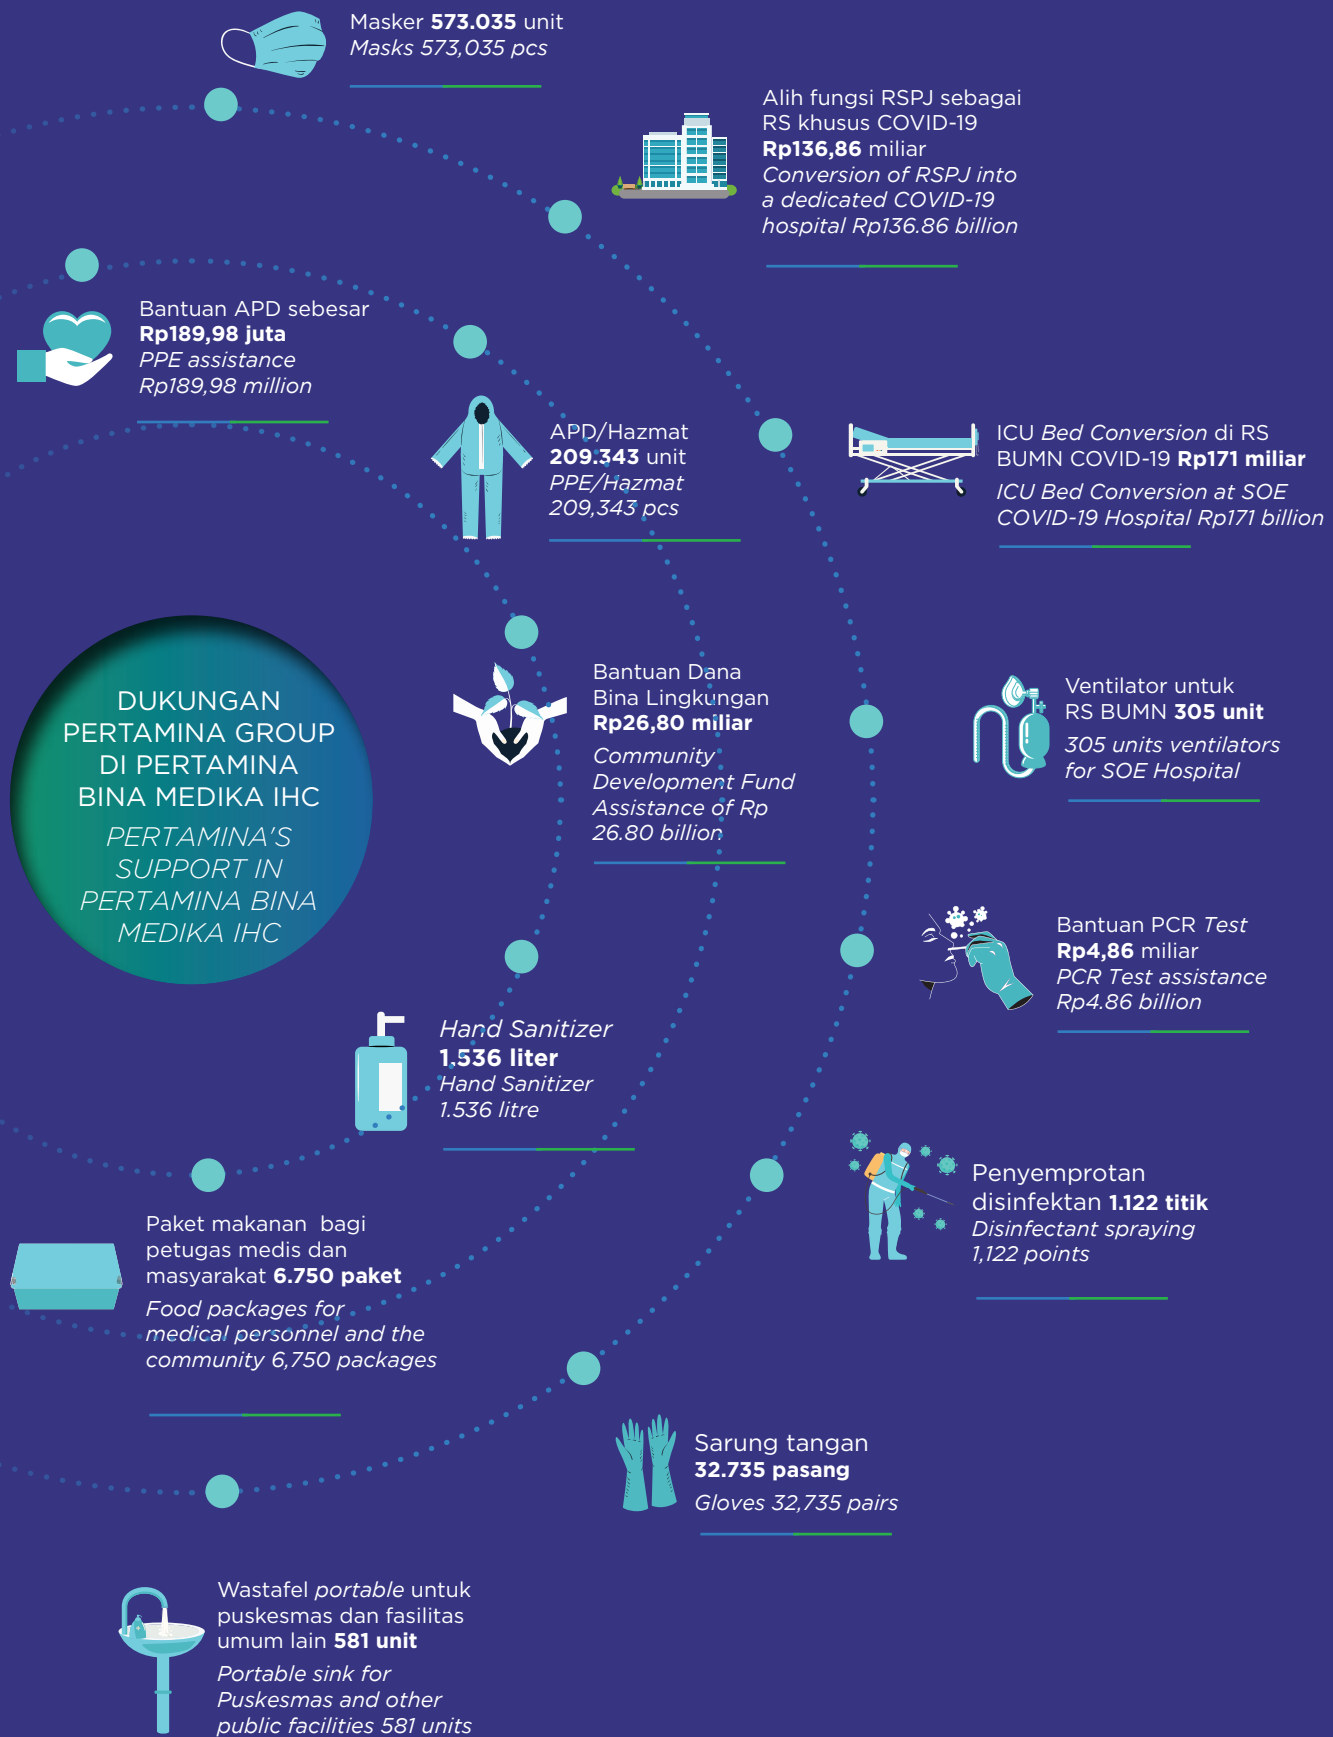 Masker 573.035 unit
Masks 573,035 pcs
Alih fungsi RSPJ sebagai
RS khusus COVID-19
Rp136,86 miliar
Conversion of RSPJ into
a dedicated COVID-19
hospital Rp136.86 billion
Bantuan APD sebesar
Rp189,98 juta
PPE assistance
Rp189,98 million
APD/Hazmat
209.343 unit
PPE/Hazmat
209,343 pcs
ICU Bed Conversion di RS
BUMN COVID-19 Rp171 miliar
ICU Bed Conversion at SOE
COVID-19 Hospital Rp171 billion
DUKUNGAN
PERTAMINA GROUP
DI PERTAMINA
BINA MEDIKA IHC
PERTAMINA'S
SUPPORT IN
PERTAMINA BINA
MEDIKA IHC
Bantuan Dana
Bina Lingkungan
Rp26,80 miliar
Community
Development Fund
Assistance of Rp
26.80 billion
Ventilator untuk
RS BUMN 305 unit
305 units ventilators
for SOE Hospital
Bantuan PCR Test
Rp4,86 miliar
PCR Test assistance
Rp4.86 billion
Hand Sanitizer
1.536 liter
Hand Sanitizer
1.536 litre
Penyemprotan
disinfektan 1.122 titik
Disinfectant spraying
1,122 points
Paket makanan  bagi
petugas medis dan
masyarakat 6.750 paket
Food packages for
medical personnel and the
community 6,750 packages
Sarung tangan
32.735 pasang
Gloves 32,735 pairs
Wastafel portable untuk
puskesmas dan fasilitas
umum lain 581 unit
Portable sink for
Puskesmas and other
public facilities 581 units